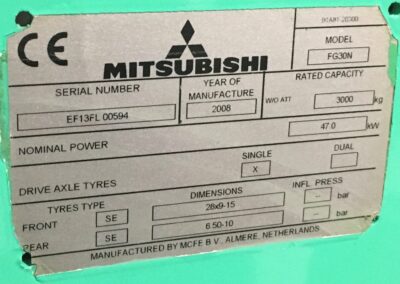 91A81-20300
CE
MITSUBISHI
MODEL
FG30N
SERIAL NUMBER
EF13FL 00594
YEAR OF MANUFACTURE
2008
RATED CAPACITY
W/O ATT 3000 kg
NOMINAL POWER 47.0 kW
DRIVE AXLE TYRES
SINGLE X
DUAL
TYRES TYPE DIMENSIONS INFL. PRESS
FRONT SE 28x9-15 -- bar
REAR SE 6.50-10 -- bar
MANUFACTURED BY MCFE B.V., ALMERE, NETHERLANDS